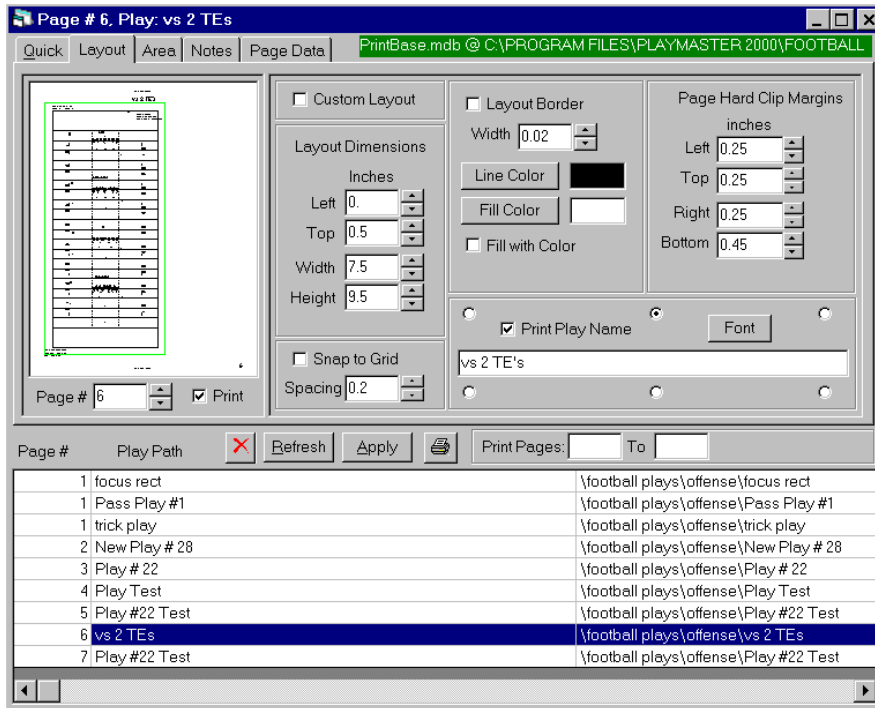 Page # 6, Play: vs 2 TEs
Quick Layout Area Notes Page Data PrintBase.mdb @ C:\PROGRAM FILES\PLAYMASTER 2000\FOOTBALL
Custom Layout
Layout Dimensions
Inches
Left 0.
Top 0.5
Width 7.5
Height 9.5
Snap to Grid
Spacing 0.2
Layout Border
Width 0.02
Line Color
Fill Color
Fill with Color
Page Hard Clip Margins
inches
Left 0.25
Top 0.25
Right 0.25
Bottom 0.45
Print Play Name Font
vs 2 TE's
Page # 6 Print
Page # Play Path Refresh Apply Print Pages: To
1 focus rect \football plays\offense\focus rect
1 Pass Play #1 \football plays\offense\Pass Play #1
1 trick play \football plays\offense\trick play
2 New Play # 28 \football plays\offense\New Play # 28
3 Play # 22 \football plays\offense\Play # 22
4 Play Test \football plays\offense\Play Test
5 Play #22 Test \football plays\offense\Play #22 Test
6 vs 2 TEs \football plays\offense\vs 2 TEs
7 Play #22 Test \football plays\offense\Play #22 Test